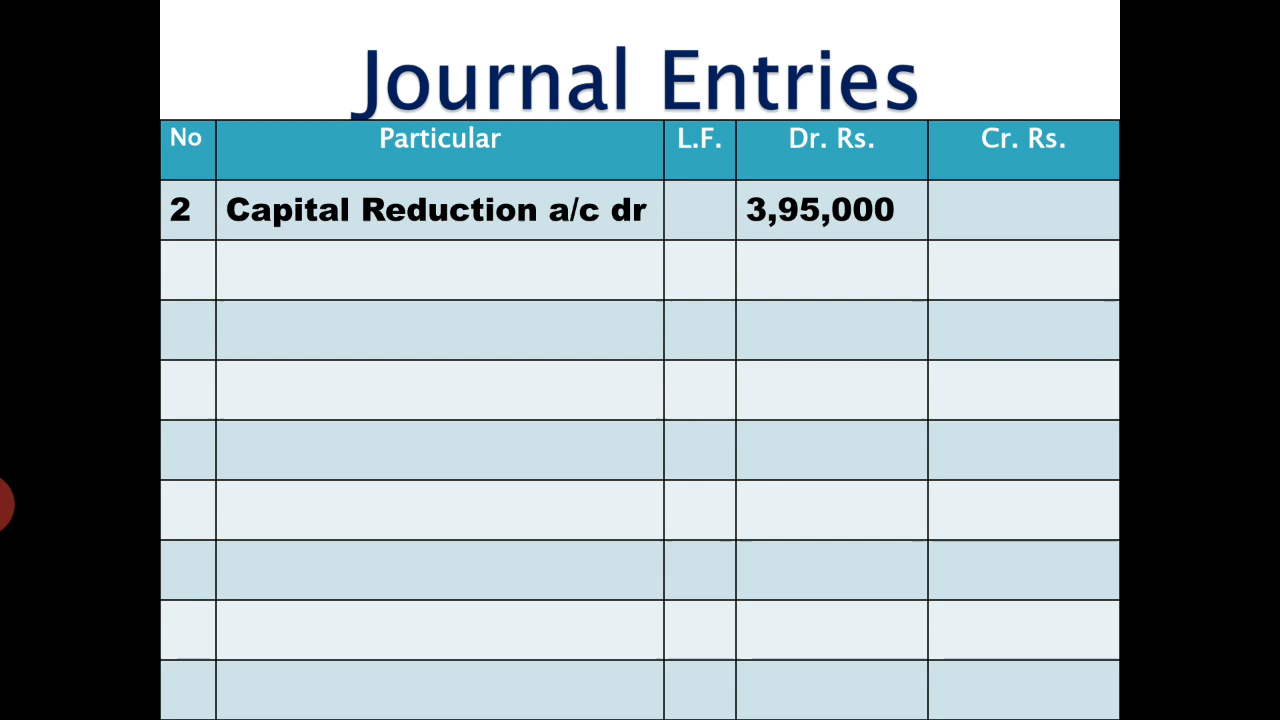 Journal Entries
No Particular L.F. Dr. Rs. Cr. Rs.
2 Capital Reduction a/c dr 3,95,000